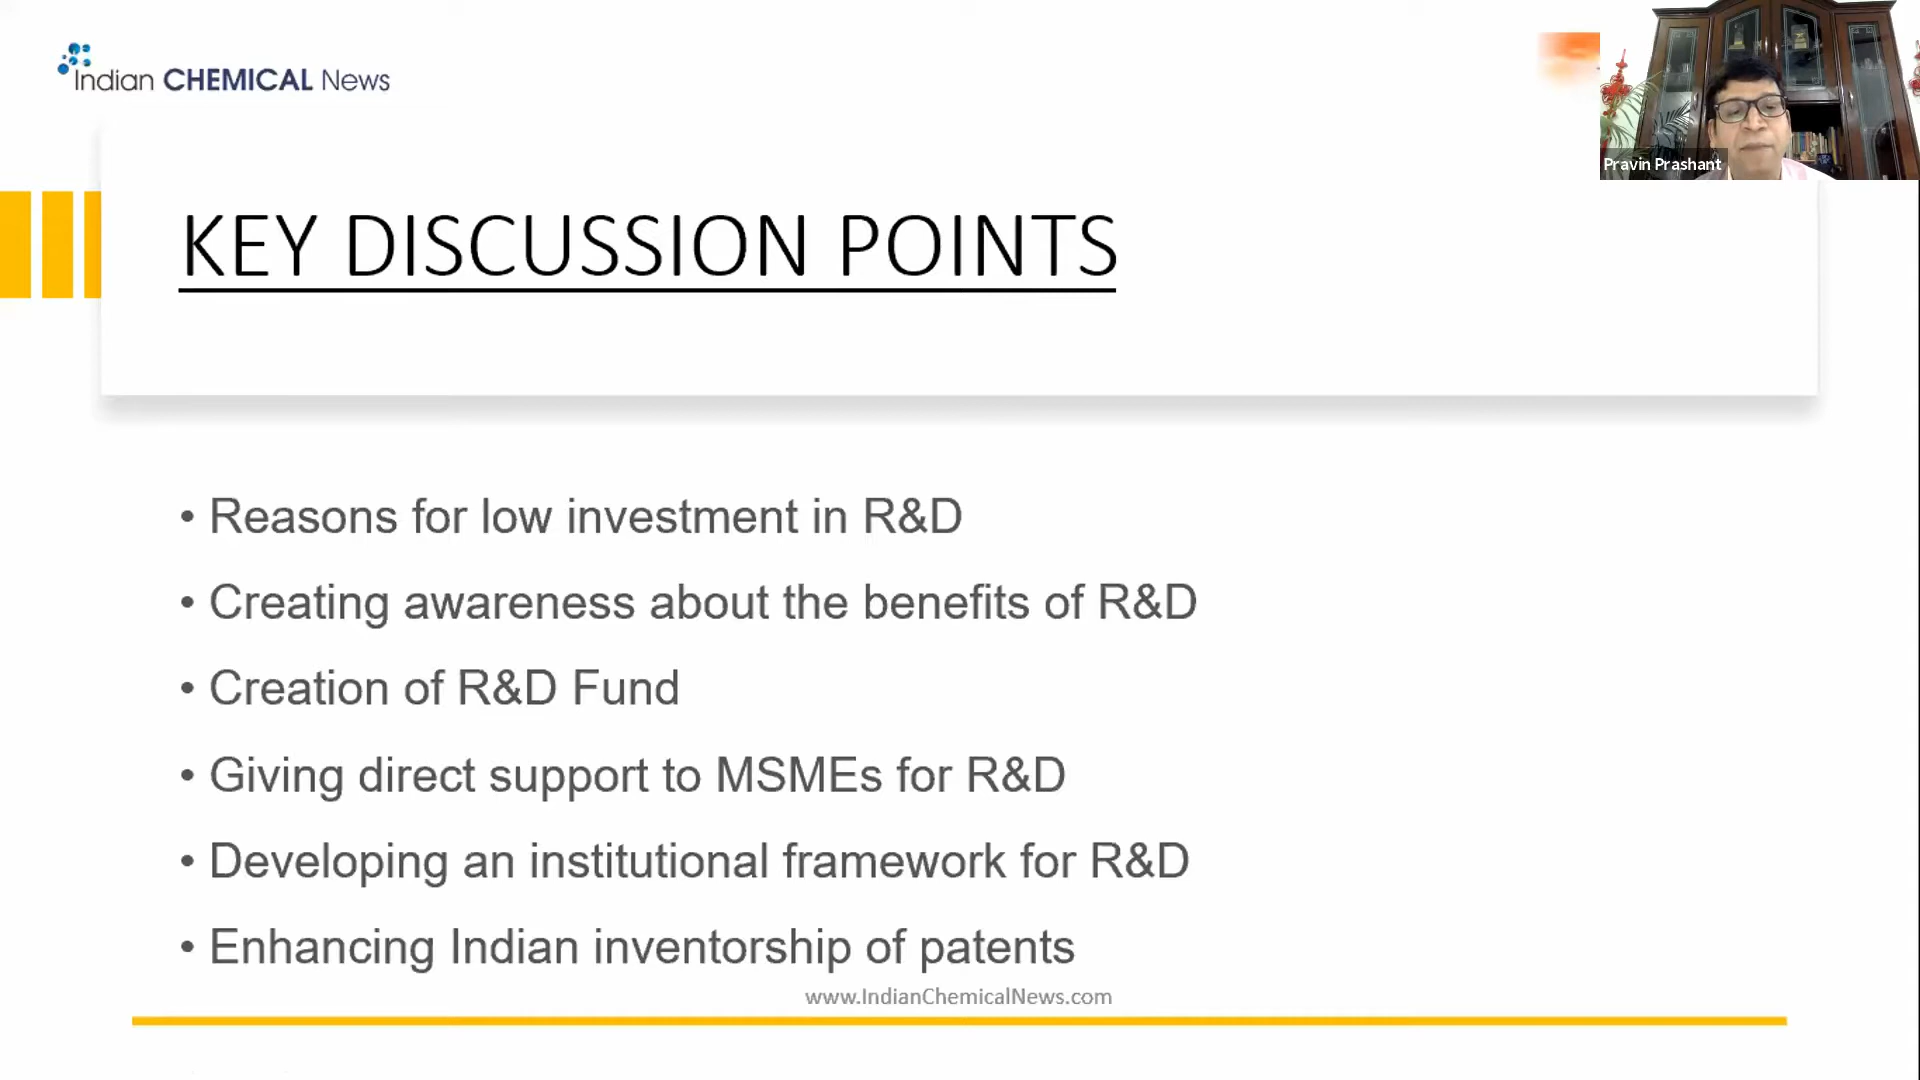 Indian CHEMICAL News
Pravin Prashant
KEY DISCUSSION POINTS
• Reasons for low investment in R&D
• Creating awareness about the benefits of R&D
• Creation of R&D Fund
• Giving direct support to MSMEs for R&D
• Developing an institutional framework for R&D
• Enhancing Indian inventorship of patents
www.IndianChemicalNews.com